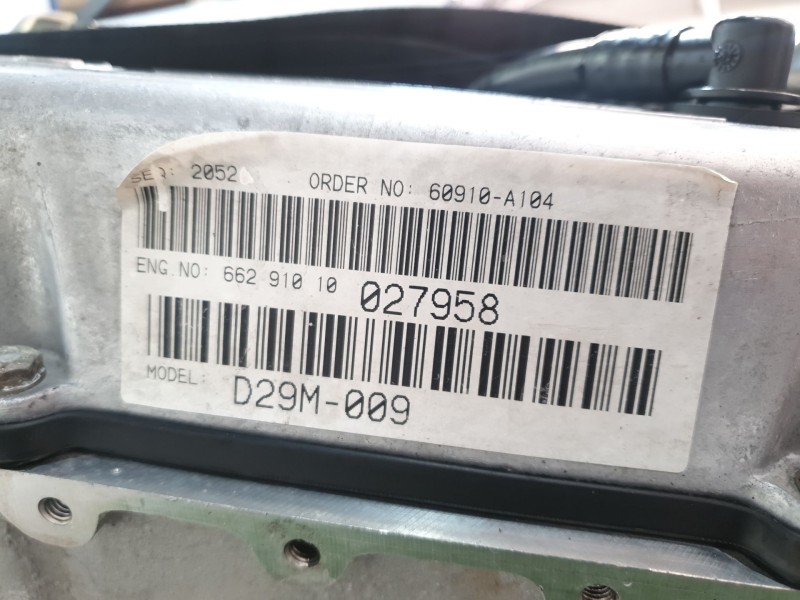 SEQ: 2052
ORDER NO: 60910-A104
ENG.NO: 662 910 10 027958
MODEL: D29M-009